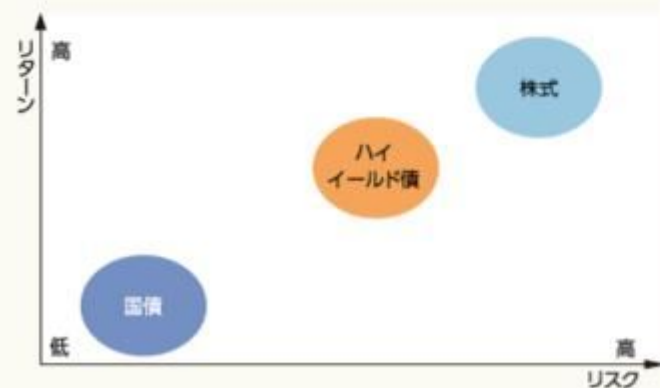 リターン
高
株式
ハイ
イールド債
国債
低
高
リスク